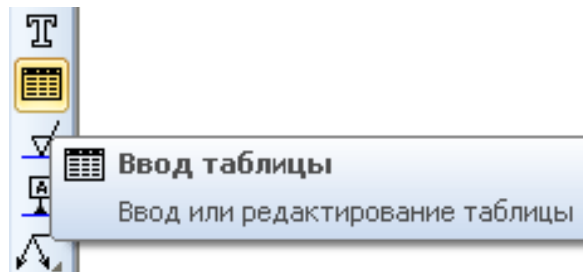 T
Ввод таблицы
A
Ввод или редактирование таблицы